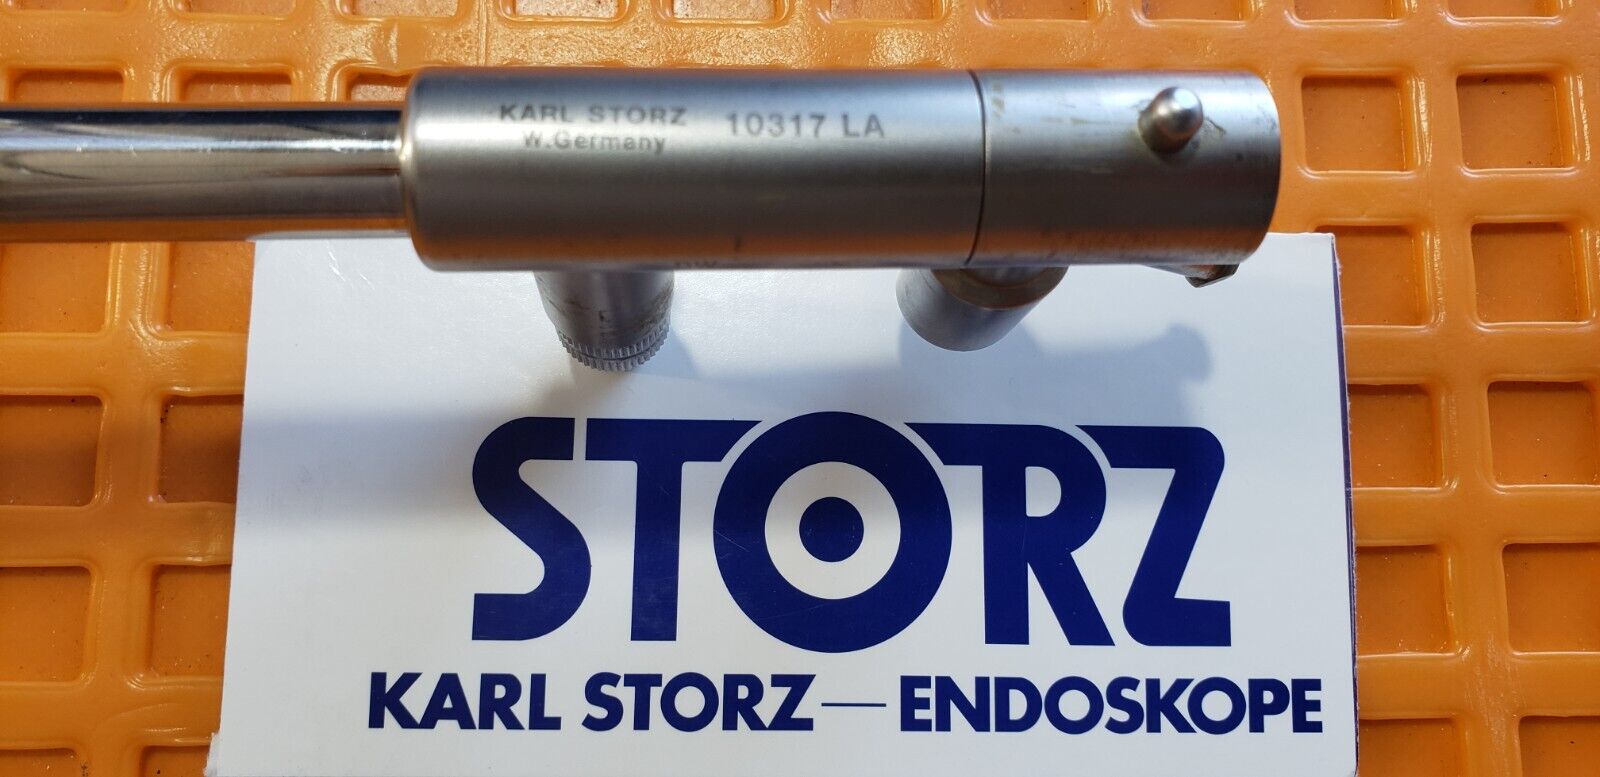 KARL STORZ 10317 LA
W.Germany
STORZ
KARL STORZ — ENDOSKOPE